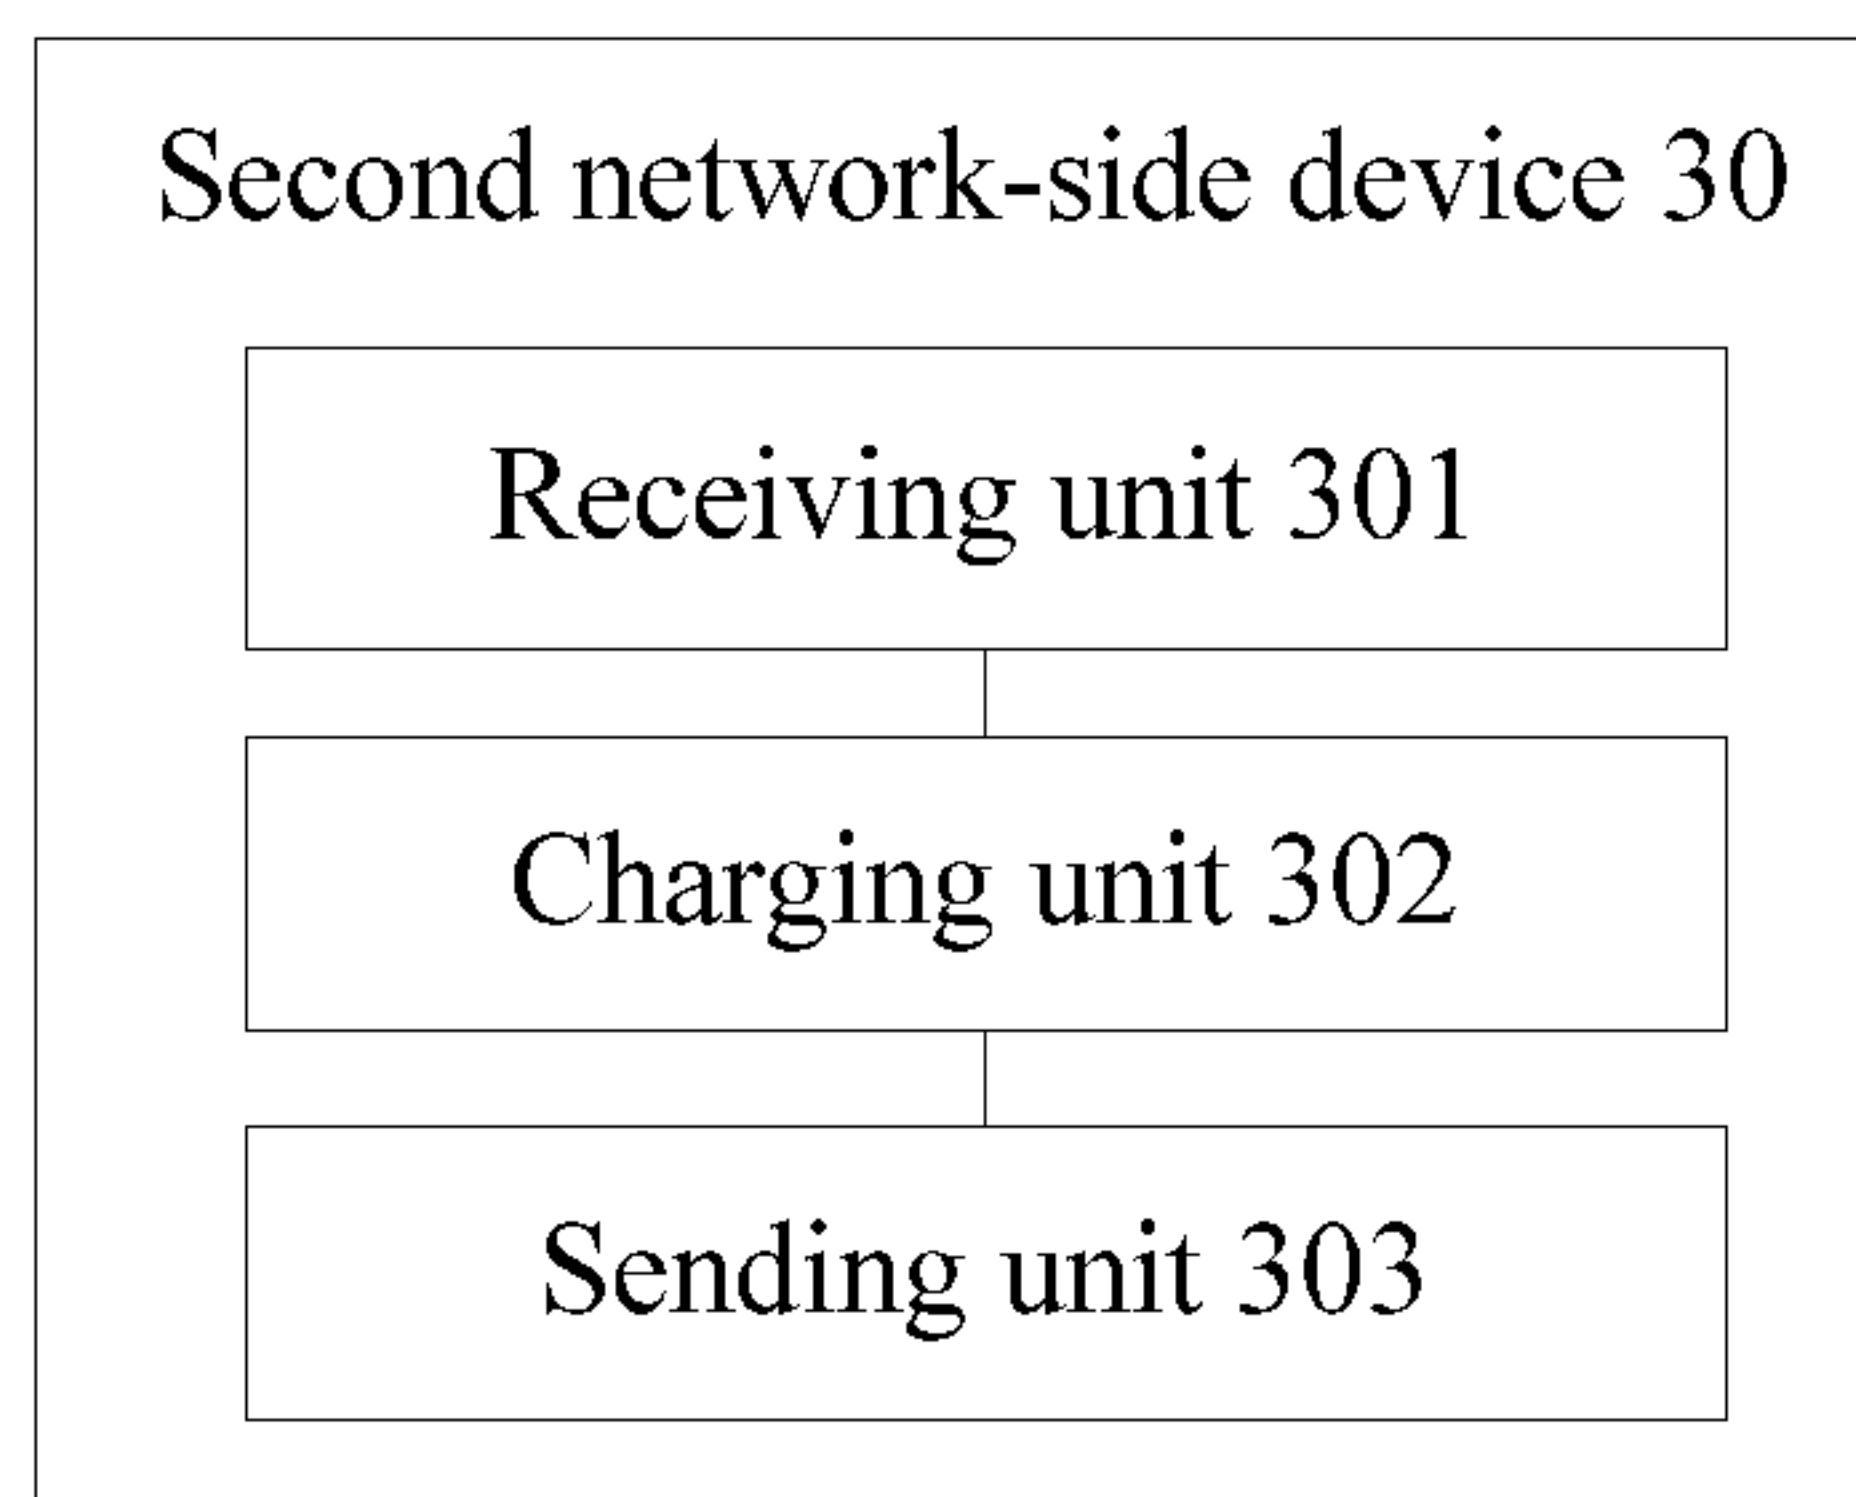 Second network-side device 30
Receiving unit 301
Charging unit 302
Sending unit 303